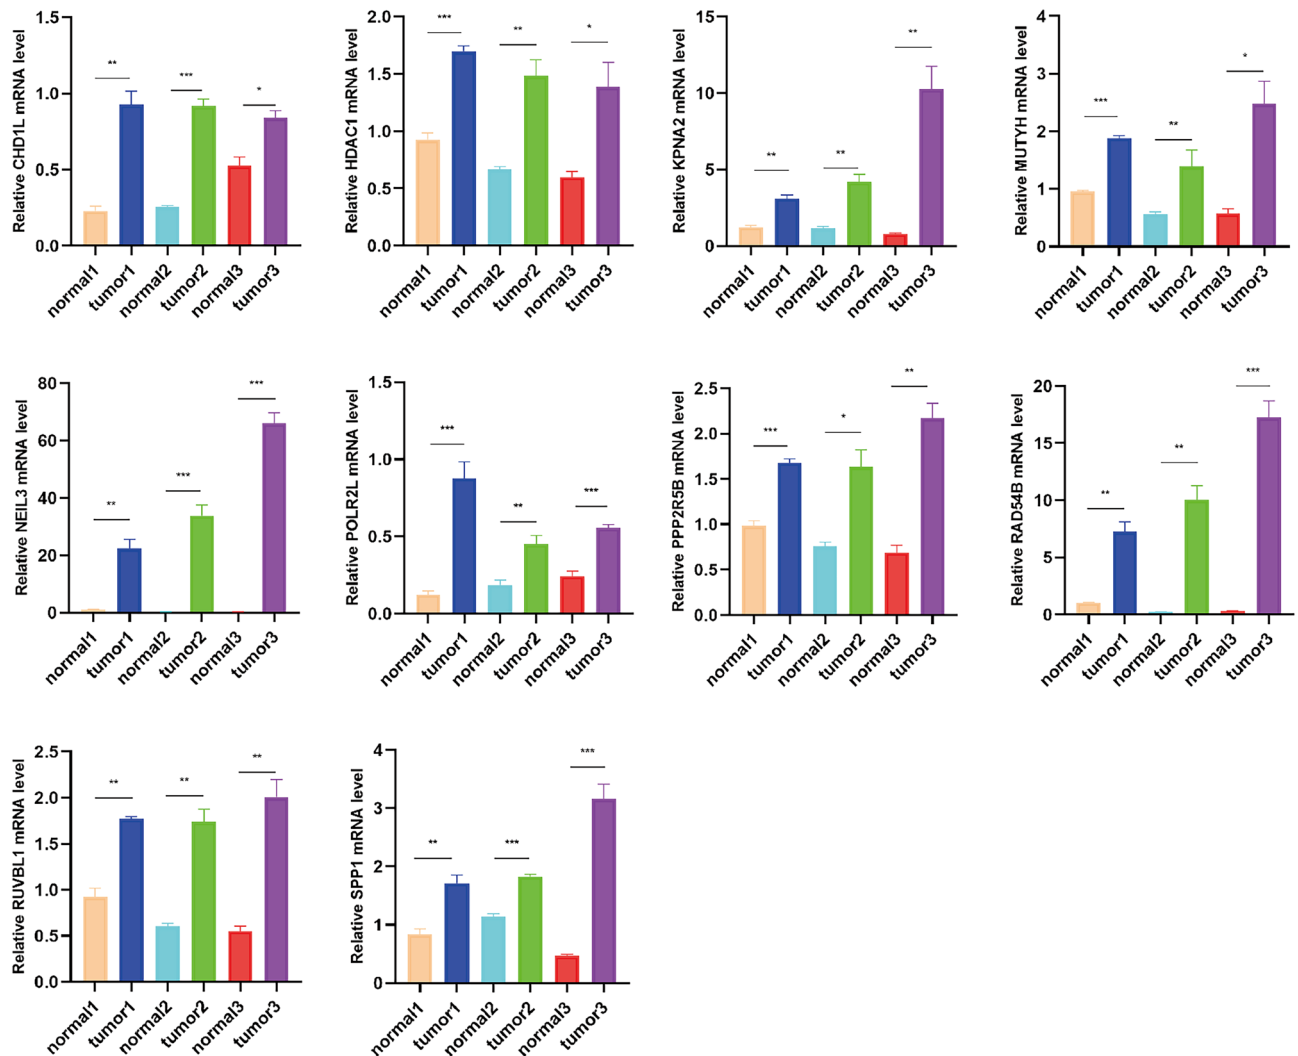 Relative CHD1L mRNA level
1.5
1.0
0.5
0.0
** *** *
normal1 tumor1 normal2 tumor2 normal3 tumor3
Relative HDAC1 mRNA level
2.0
1.5
1.0
0.5
0.0
*** ** *
normal1 tumor1 normal2 tumor2 normal3 tumor3
Relative KPNA2 mRNA level
15
10
5
0
** ** **
normal1 tumor1 normal2 tumor2 normal3 tumor3
Relative MUTYH mRNA level
4
3
2
1
0
*** ** *
normal1 tumor1 normal2 tumor2 normal3 tumor3
Relative NEIL3 mRNA level
80
60
40
20
0
** *** ***
normal1 tumor1 normal2 tumor2 normal3 tumor3
Relative POLR2L mRNA level
1.5
1.0
0.5
0.0
*** ** ***
normal1 tumor1 normal2 tumor2 normal3 tumor3
Relative PPP2R5B mRNA level
2.5
2.0
1.5
1.0
0.5
0.0
*** * **
normal1 tumor1 normal2 tumor2 normal3 tumor3
Relative RAD54B mRNA level
20
15
10
5
0
** ** ***
normal1 tumor1 normal2 tumor2 normal3 tumor3
Relative RUVBL1 mRNA level
2.5
2.0
1.5
1.0
0.5
0.0
** ** **
normal1 tumor1 normal2 tumor2 normal3 tumor3
Relative SPP1 mRNA level
4
3
2
1
0
** *** ***
normal1 tumor1 normal2 tumor2 normal3 tumor3